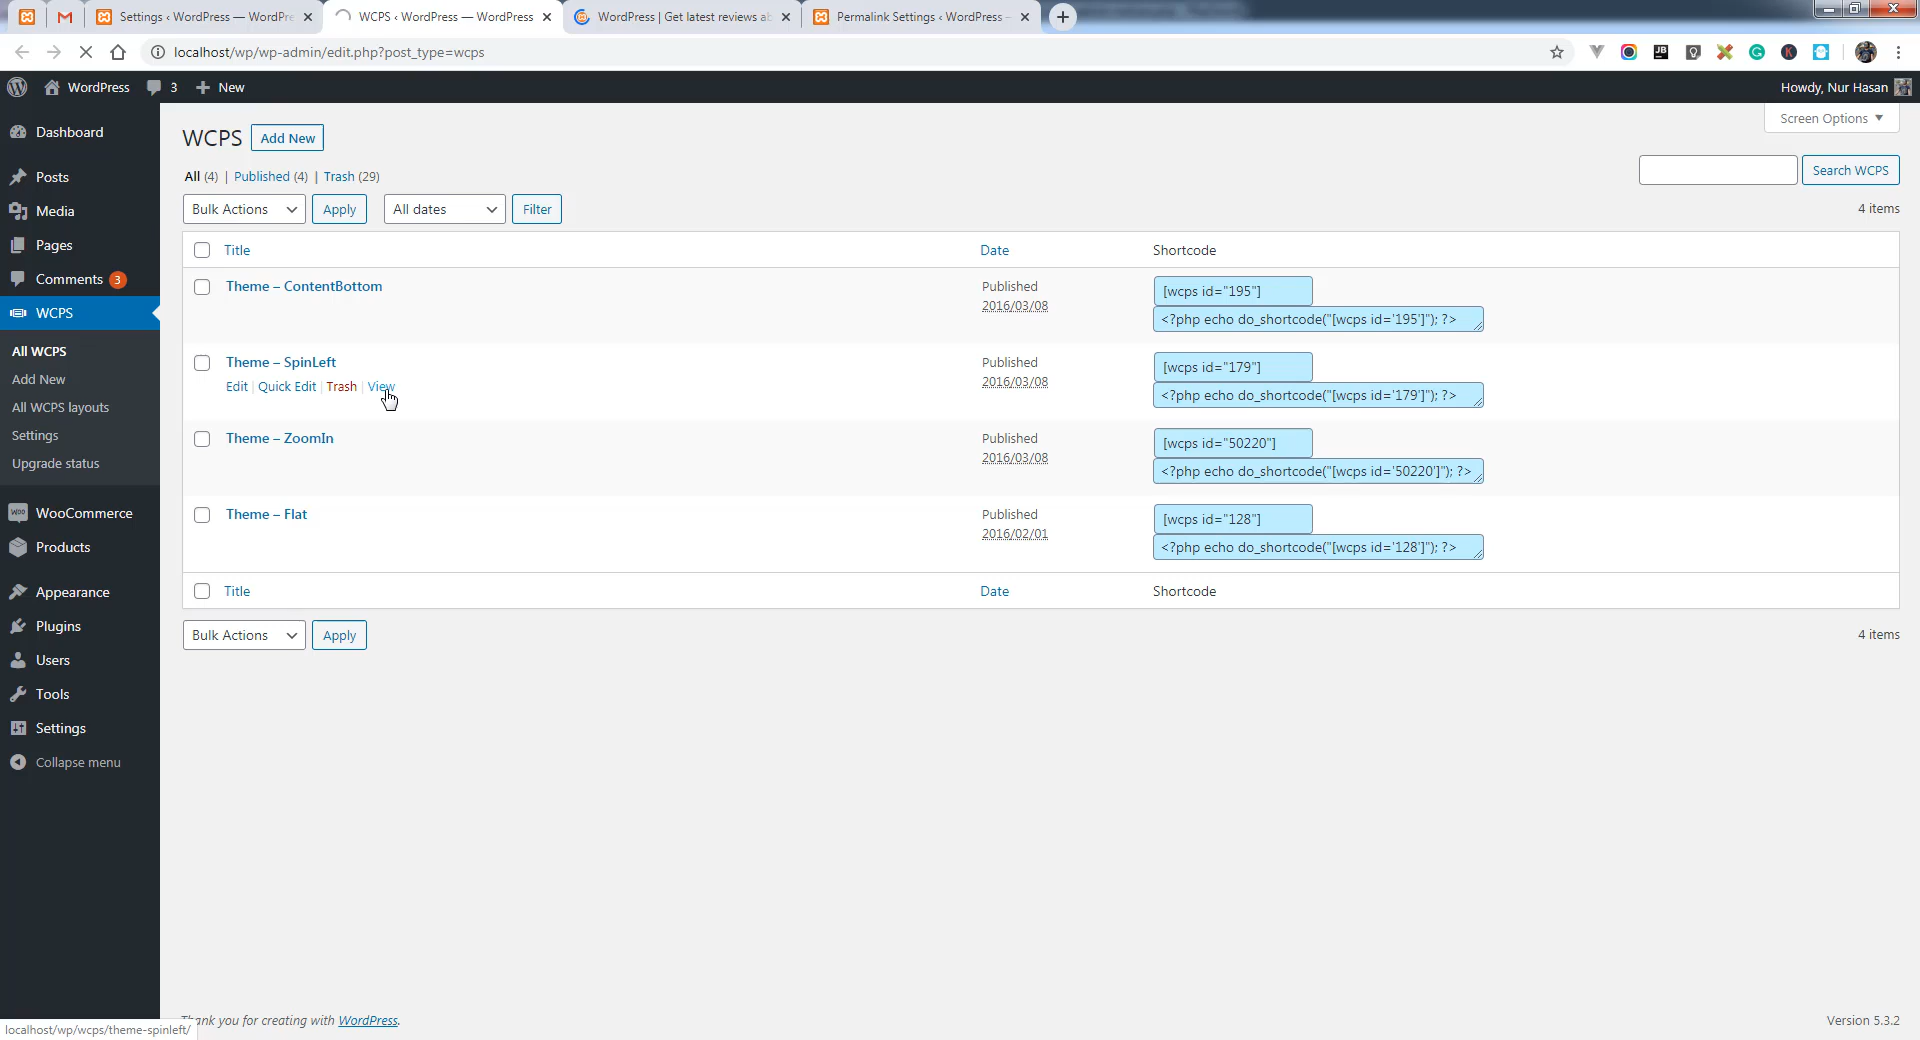 Settings ‹ WordPress — WordPre
WCPS ‹ WordPress — WordPress
WordPress | Get latest reviews ab
Permalink Settings ‹ WordPress –
localhost/wp/wp-admin/edit.php?post_type=wcps
WordPress
3
New
Howdy, Nur Hasan
Dashboard
Posts
Media
Pages
Comments 3
WCPS
All WCPS
Add New
All WCPS layouts
Settings
Upgrade status
WooCommerce
Products
Appearance
Plugins
Users
Tools
Settings
Collapse menu
WCPS Add New
Screen Options
All (4) | Published (4) | Trash (29)
Search WCPS
Bulk Actions Apply All dates Filter
4 items
Title Date Shortcode
Theme – ContentBottom
Published
2016/03/08
[wcps id="195"]
<?php echo do_shortcode("[wcps id='195']"); ?>
Theme – SpinLeft
Edit | Quick Edit | Trash | View
Published
2016/03/08
[wcps id="179"]
<?php echo do_shortcode("[wcps id='179']"); ?>
Theme – ZoomIn
Published
2016/03/08
[wcps id="50220"]
<?php echo do_shortcode("[wcps id='50220']"); ?>
Theme – Flat
Published
2016/02/01
[wcps id="128"]
<?php echo do_shortcode("[wcps id='128']"); ?>
Title Date Shortcode
Bulk Actions Apply
4 items
Thank you for creating with WordPress.
Version 5.3.2
localhost/wp/wcps/theme-spinleft/